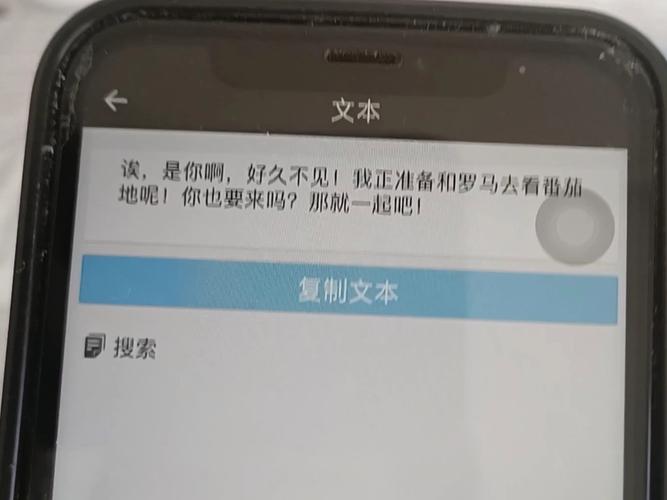 文本
诶，是你啊，好久不见！我正准备和罗马去看番茄
地呢！你也要来吗？那就一起吧！
复制文本
搜索